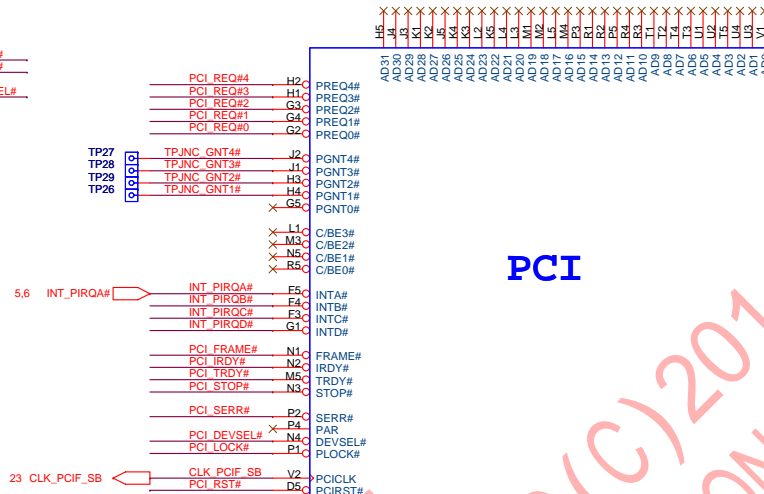 H5 J4 J3 K1 K2 J5 K4 K3 L2 K5 L4 L3 M1 M2 L5 M4 P3 R1 R2 P5 R4 R3 T1 T2 T4 T3 U1 U2 T5 U4 U3 V1
AD31 AD30 AD29 AD28 AD27 AD26 AD25 AD24 AD23 AD22 AD21 AD20 AD19 AD18 AD17 AD16 AD15 AD14 AD13 AD12 AD11 AD10 AD9 AD8 AD7 AD6 AD5 AD4 AD3 AD2 AD1
#
#
EL#
PCI_REQ#4 H2 PREQ4#
PCI_REQ#3 H1 PREQ3#
PCI_REQ#2 G3 PREQ2#
PCI_REQ#1 G4 PREQ1#
PCI_REQ#0 G2 PREQ0#
TP27 TPJNC_GNT4# J2 PGNT4#
TP28 TPJNC_GNT3# J1 PGNT3#
TP29 TPJNC_GNT2# H3 PGNT2#
TP26 TPJNC_GNT1# H4 PGNT1#
G5 PGNT0#
L1 C/BE3#
M3 C/BE2#
N5 C/BE1#
R5 C/BE0#
PCI
5,6 INT_PIRQA# INT_PIRQA# F5 INTA#
INT_PIRQB# F4 INTB#
INT_PIRQC# F3 INTC#
INT_PIRQD# G1 INTD#
PCI_FRAME# N1 FRAME#
PCI_IRDY# N2 IRDY#
PCI_TRDY# M5 TRDY#
PCI_STOP# N3 STOP#
PCI_SERR# P2 SERR#
P4 PAR
PCI_DEVSEL# N4 DEVSEL#
PCI_LOCK# P1 PLOCK#
23 CLK_PCIF_SB CLK_PCIF_SB V2 PCICLK
PCI_RST# D5 PCIRST#
(C)201
ON